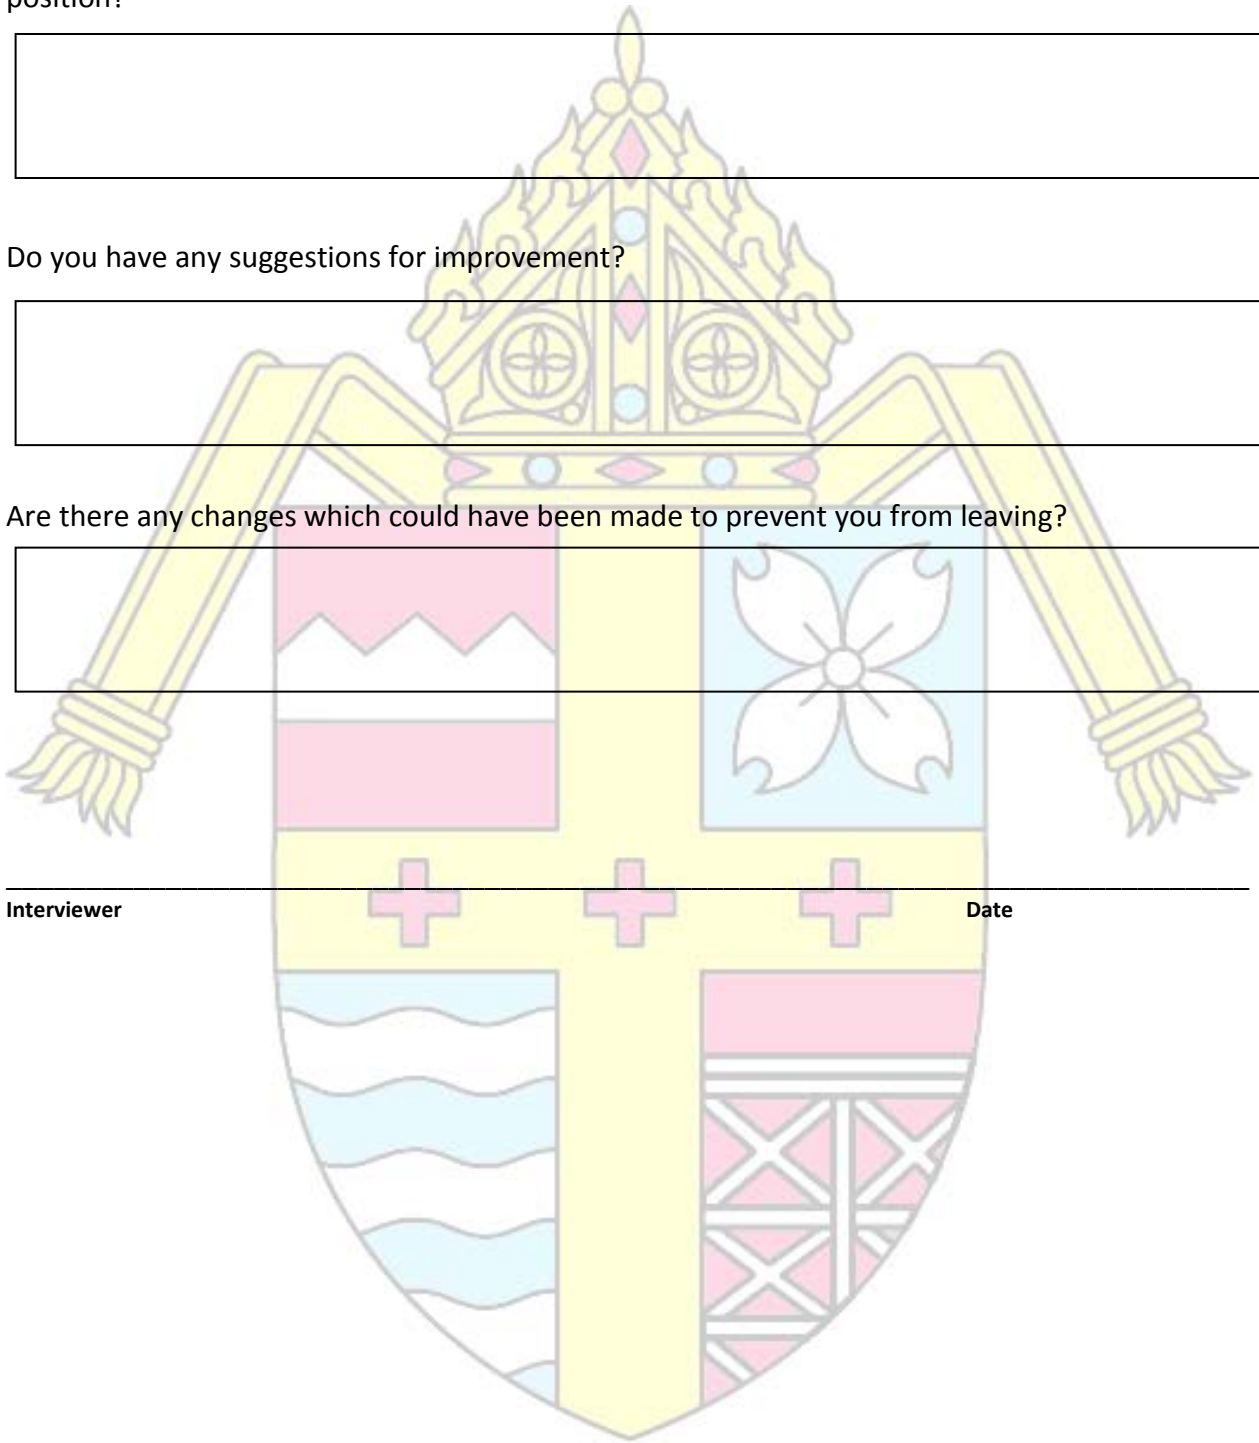 position?
Do you have any suggestions for improvement?
Are there any changes which could have been made to prevent you from leaving?
Interviewer Date